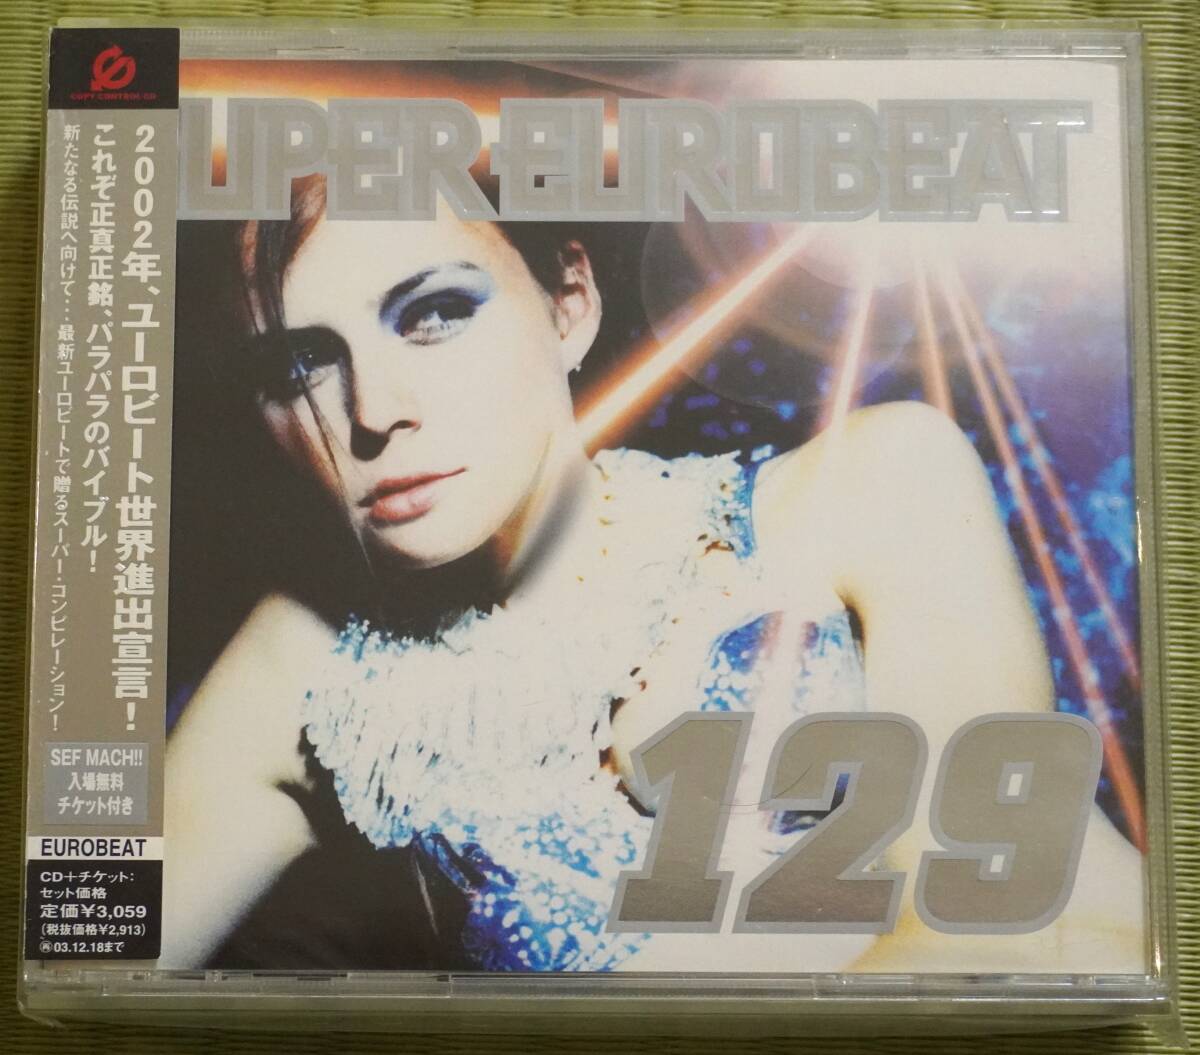 COPY CONTROL CD
2002年、ユーロビート世界進出宣言！
これぞ正真正銘、パラパラのバイブル！
新たなる伝説へ向けて・・・最新ユーロビートで贈るスーパー・コンピレーション！
SEF MACH!!
入場無料
チケット付き
EUROBEAT
CD＋チケット：
セット価格
定価¥3,059
(税抜価格¥2,913)
再03.12.18まで
UPER EUROBEAT
129